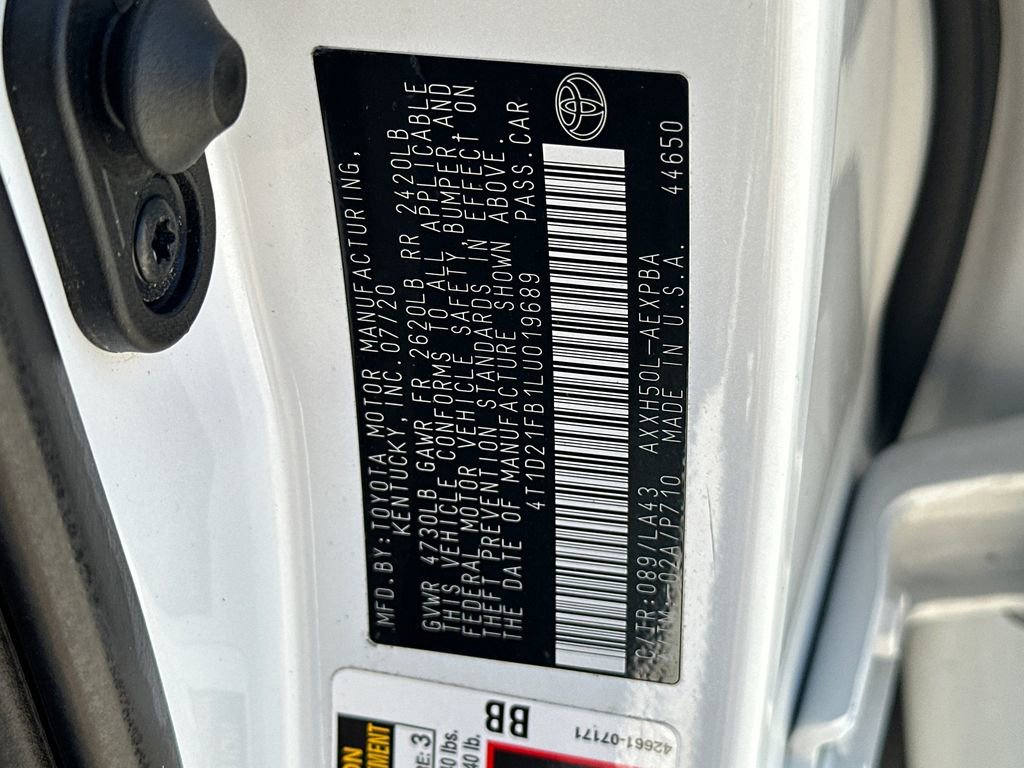 MFD.BY:TOYOTA MOTOR MANUFACTURING,
KENTUCKY, INC. 07/20
GVWR 4730LB GAWR FR 2620LB RR 2420LB
THIS VEHICLE CONFORMS TO ALL APPLICABLE
FEDERAL MOTOR VEHICLE SAFETY,BUMPER,AND
THEFT PREVENTION STANDARDS IN EFFECT ON
THE DATE OF MANUFACTURE SHOWN ABOVE.
4T1D21FB1LU019689 PASS.CAR
C/TR:089/LA43 AXXH50L-AEXPBA 44650
02A/P710 MADE IN U.S.A.
BB
42661-07171
3
lbs.